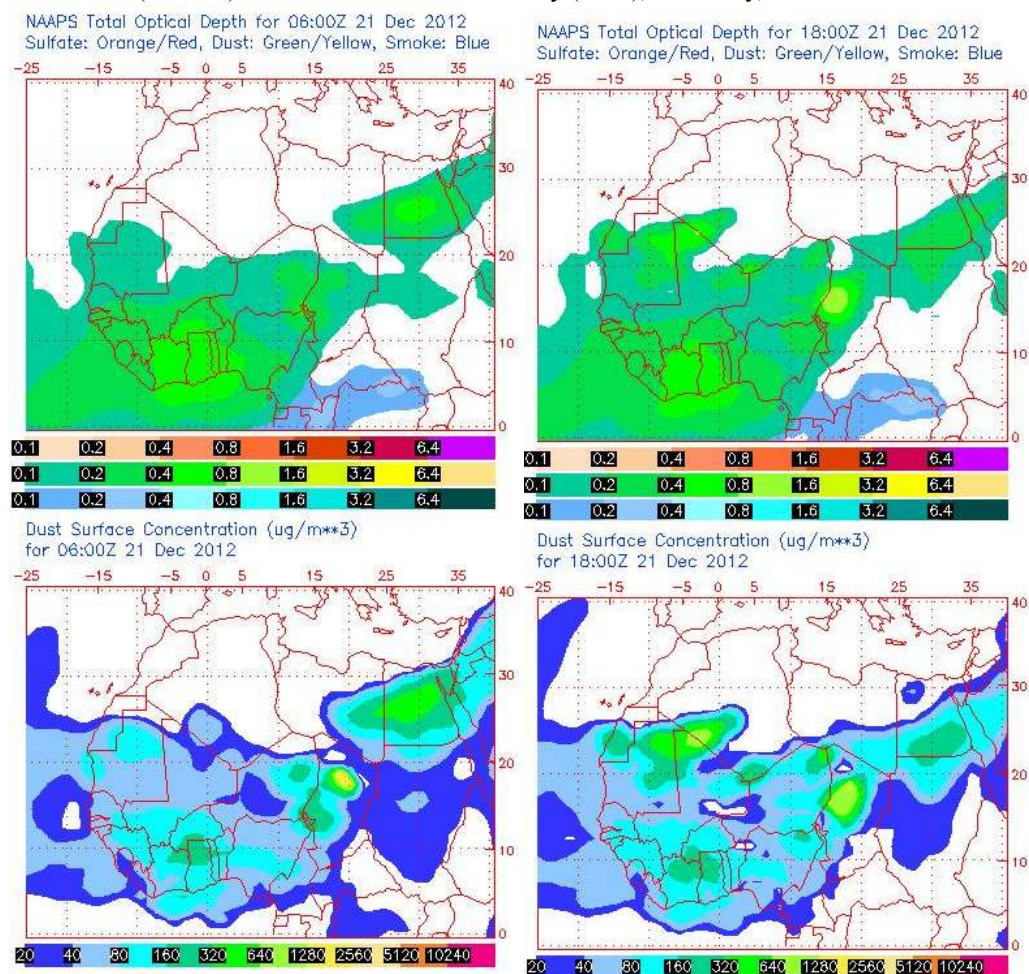 NAAPS Total Optical Depth for 06:00Z 21 Dec 2012
Sulfate: Orange/Red, Dust: Green/Yellow, Smoke: Blue
-25 -15 -5 0 5 15 25 35
40
30
20
10
0
0.1 0.2 0.4 0.8 1.6 3.2 6.4
0.1 0.2 0.4 0.8 1.6 3.2 6.4
0.1 0.2 0.4 0.8 1.6 3.2 6.4
NAAPS Total Optical Depth for 18:00Z 21 Dec 2012
Sulfate: Orange/Red, Dust: Green/Yellow, Smoke: Blue
-25 -15 -5 0 5 15 25 35
40
30
20
10
0
0.1 0.2 0.4 0.8 1.6 3.2 6.4
0.1 0.2 0.4 0.8 1.6 3.2 6.4
0.1 0.2 0.4 0.8 1.6 3.2 6.4
Dust Surface Concentration (ug/m**3)
for 06:00Z 21 Dec 2012
-25 -15 -5 0 5 15 25 35
40
30
20
10
0
20 40 80 160 320 640 1280 2560 5120 10240
Dust Surface Concentration (ug/m**3)
for 18:00Z 21 Dec 2012
-25 -15 -5 0 5 15 25 35
40
30
20
10
0
20 40 80 160 320 640 1280 2560 5120 10240